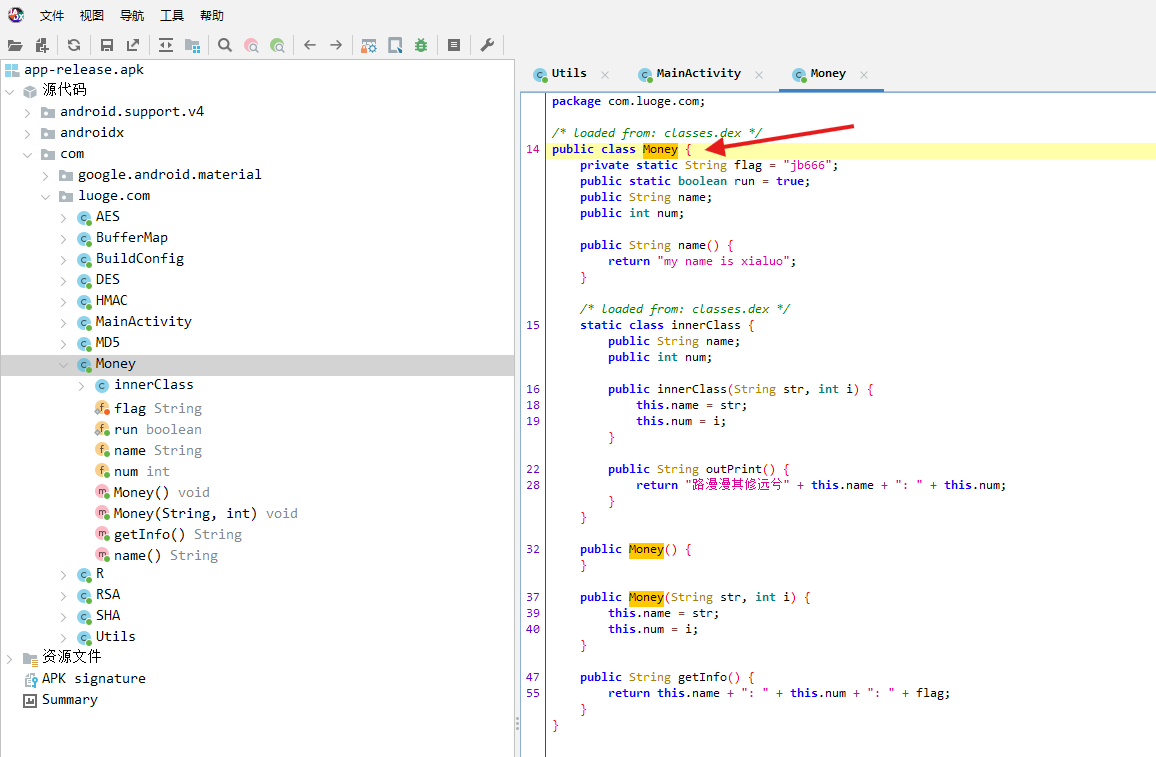 文件 视图 导航 工具 帮助
app-release.apk
源代码
android.support.v4
androidx
com
google.android.material
luoge.com
AES
BufferMap
BuildConfig
DES
HMAC
MainActivity
MD5
Money
innerClass
flag String
run boolean
name String
num int
Money() void
Money(String, int) void
getInfo() String
name() String
R
RSA
SHA
Utils
资源文件
APK signature
Summary
Utils MainActivity Money
package com.luoge.com;
/* loaded from: classes.dex */
14 public class Money {
private static String flag = "jb666";
public static boolean run = true;
public String name;
public int num;
public String name() {
return "my name is xialuo";
}
/* loaded from: classes.dex */
15 static class innerClass {
public String name;
public int num;
16 public innerClass(String str, int i) {
18 this.name = str;
19 this.num = i;
}
22 public String outPrint() {
28 return "路漫漫其修远兮" + this.name + ": " + this.num;
}
}
32 public Money() {
}
37 public Money(String str, int i) {
39 this.name = str;
40 this.num = i;
}
47 public String getInfo() {
55 return this.name + ": " + this.num + ": " + flag;
}
}